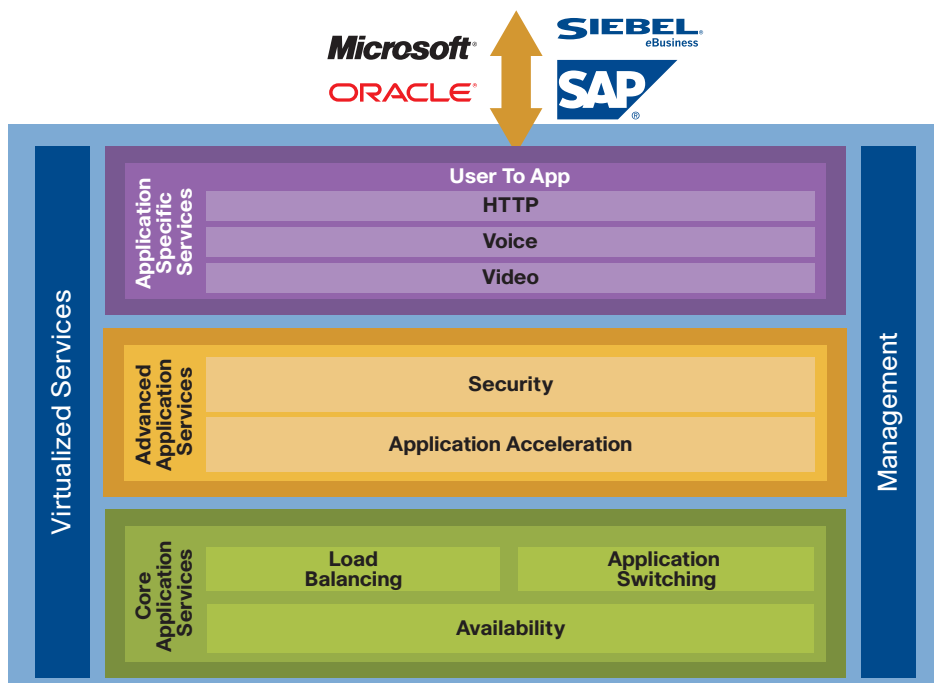 Microsoft®
ORACLE®
SIEBEL®
eBusiness
SAP®
Virtualized Services
Application
Specific
Services
User To App
HTTP
Voice
Video
Advanced
Application
Services
Security
Application Acceleration
Core
Application
Services
Load
Balancing
Application
Switching
Availability
Management